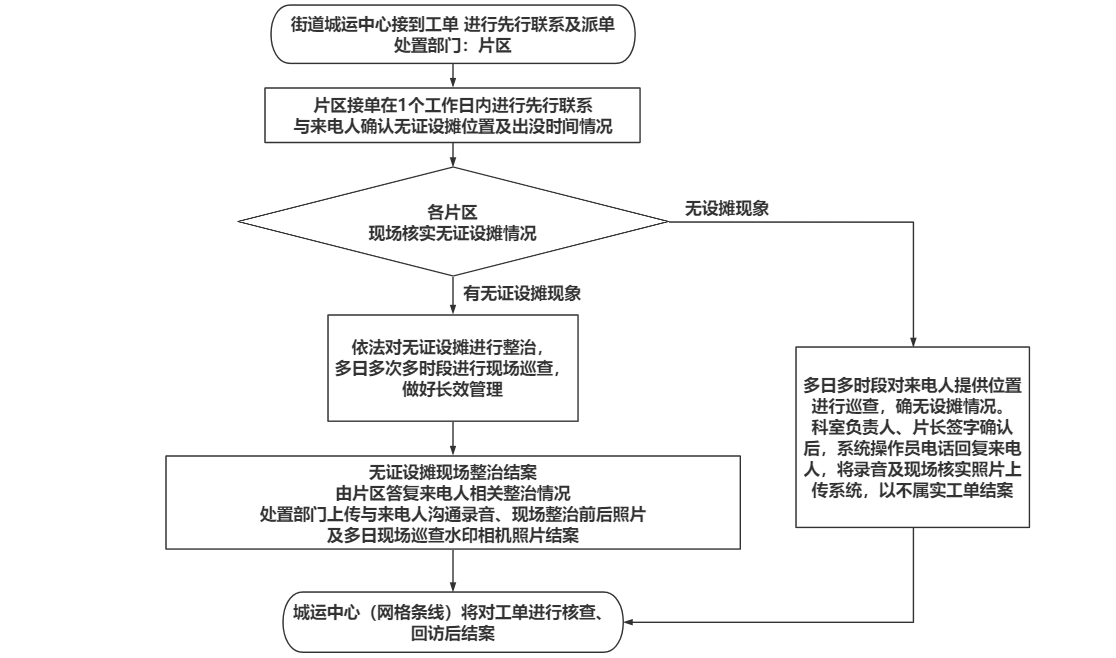 街道城运中心接到工单 进行先行联系及派单
处置部门：片区
片区接单在1个工作日内进行先行联系
与来电人确认无证设摊位置及出没时间情况
各片区
现场核实无证设摊情况
无设摊现象
有无证设摊现象
依法对无证设摊进行整治，
多日多次多时段进行现场巡查，
做好长效管理
多日多时段对来电人提供位置
进行巡查，确无设摊情况。
科室负责人、片长签字确认
后，系统操作员电话回复来电
人，将录音及现场核实照片上
传系统，以不属实工单结案
无证设摊现场整治结案
由片区答复来电人相关整治情况
处置部门上传与来电人沟通录音、现场整治前后照片
及多日现场巡查水印相机照片结案
城运中心（网格条线）将对工单进行核查、
回访后结案